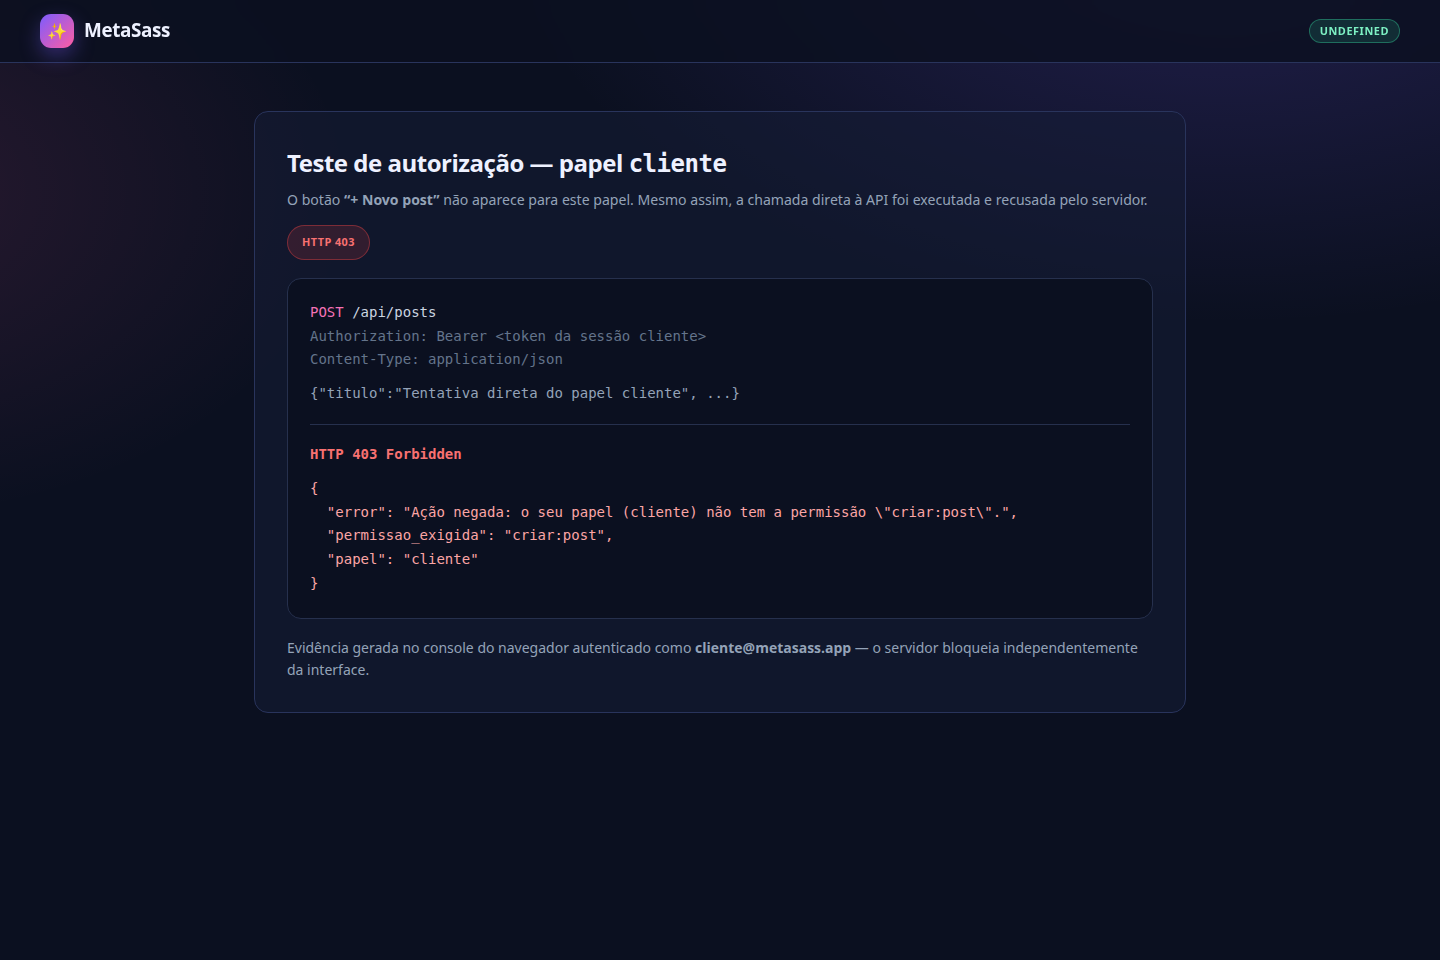 MetaSass
UNDEFINED
Teste de autorização — papel cliente
O botão “+ Novo post” não aparece para este papel. Mesmo assim, a chamada direta à API foi executada e recusada pelo servidor.
HTTP 403
POST /api/posts
Authorization: Bearer <token da sessão cliente>
Content-Type: application/json
{"titulo":"Tentativa direta do papel cliente", ...}
HTTP 403 Forbidden
{
  "error": "Ação negada: o seu papel (cliente) não tem a permissão \"criar:post\".",
  "permissao_exigida": "criar:post",
  "papel": "cliente"
}
Evidência gerada no console do navegador autenticado como cliente@metasass.app — o servidor bloqueia independentemente
da interface.